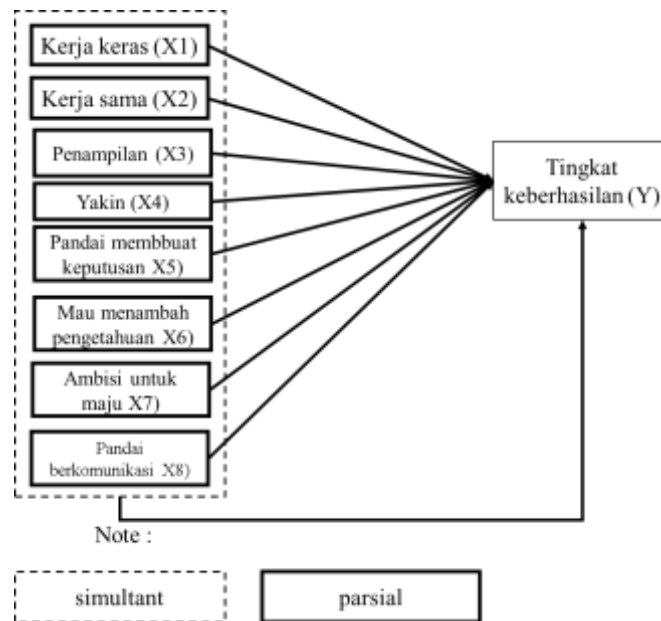 Kerja keras (X1)
Kerja sama (X2)
Penampilan (X3)
Yakin (X4)
Pandai membbuat
keputusan X5)
Mau menambah
pengetahuan X6)
Ambisi untuk
maju X7)
Pandai
berkomunikasi X8)
Tingkat
keberhasilan (Y)
Note :
simultant
parsial